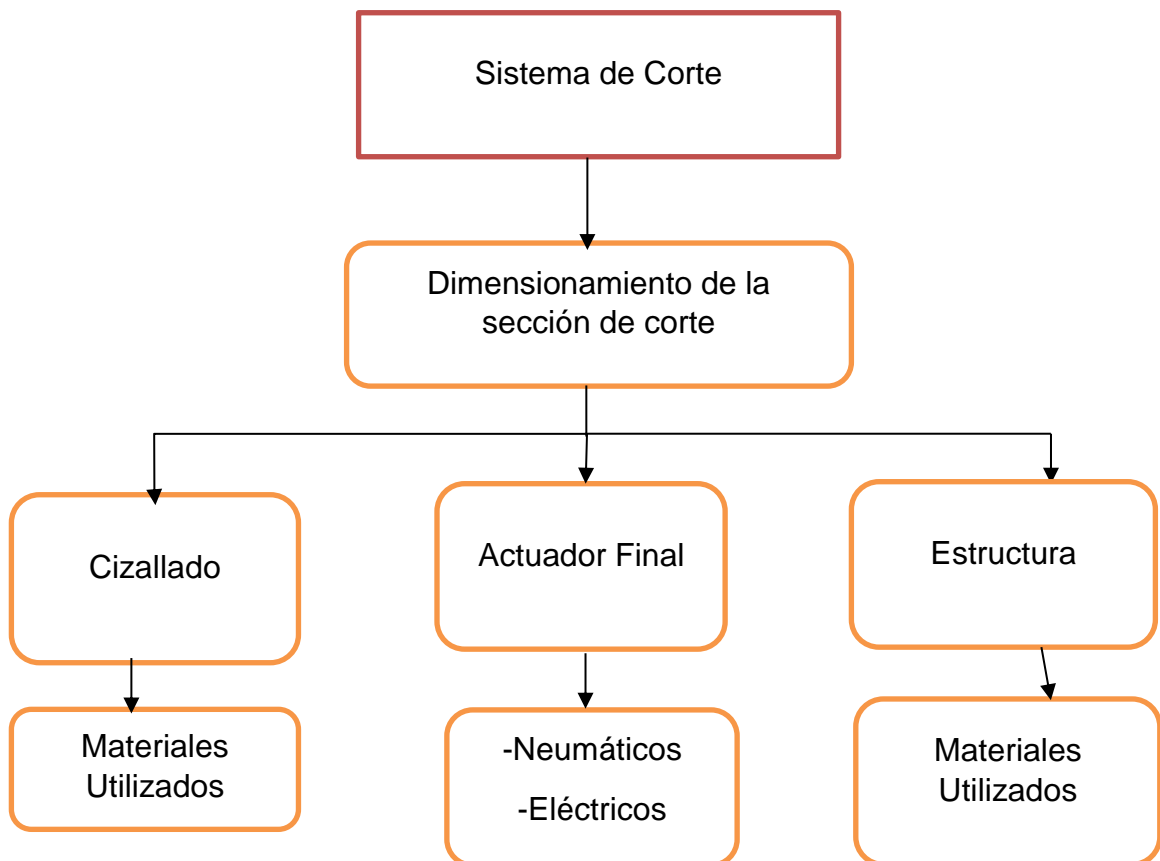 Sistema de Corte
Dimensionamiento de la
sección de corte
Cizallado
Actuador Final
Estructura
Materiales
Utilizados
-Neumáticos
-Eléctricos
Materiales
Utilizados